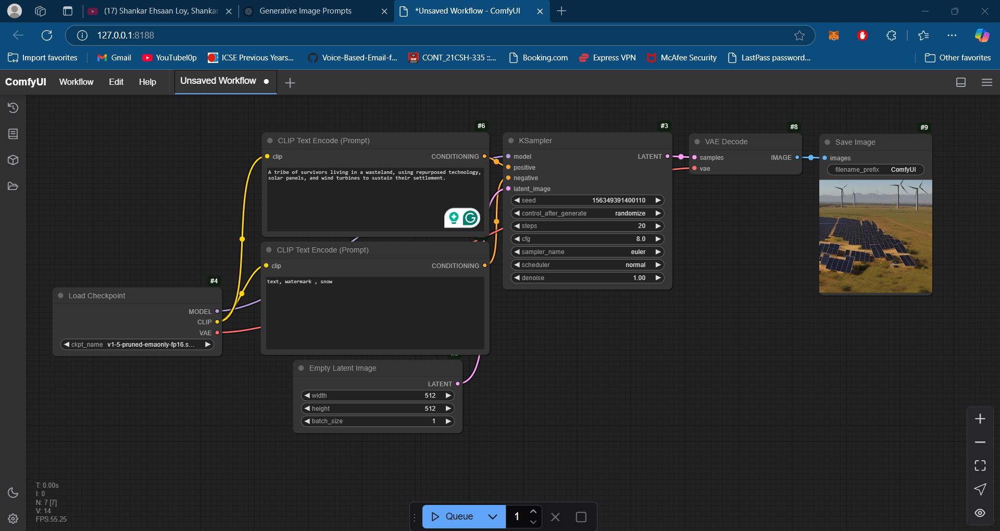 (17) Shankar Ehsaan Loy, Shankar
Generative Image Prompts
*Unsaved Workflow - ComfyUI
127.0.0.1:8188
Import favorites
Gmail
YouTubel0p
ICSE Previous Years...
Voice-Based-Email-f...
CONT_21CSH-335 ::...
Booking.com
Express VPN
McAfee Security
LastPass password...
Other favorites
ComfyUI
Workflow
Edit
Help
Unsaved Workflow
#6
CLIP Text Encode (Prompt)
clip
CONDITIONING
A tribe of survivors living in a wasteland, using repurposed technology,
solar panels, and wind turbines to sustain their settlement.
#3
KSampler
model
LATENT
positive
negative
latent_image
seed 156349391400110
control_after_generate randomize
steps 20
cfg 8.0
sampler_name euler
scheduler normal
denoise 1.00
#8
VAE Decode
samples
IMAGE
vae
#9
Save Image
images
filename_prefix ComfyUI
CLIP Text Encode (Prompt)
clip
CONDITIONING
text, watermark , snow
#4
Load Checkpoint
MODEL
CLIP
VAE
ckpt_name v1-5-pruned-emaonly-fp16.s...
Empty Latent Image
LATENT
width 512
height 512
batch_size 1
T: 0.00s
I: 0
N: 7 [7]
V: 14
FPS:55.25
Queue
1